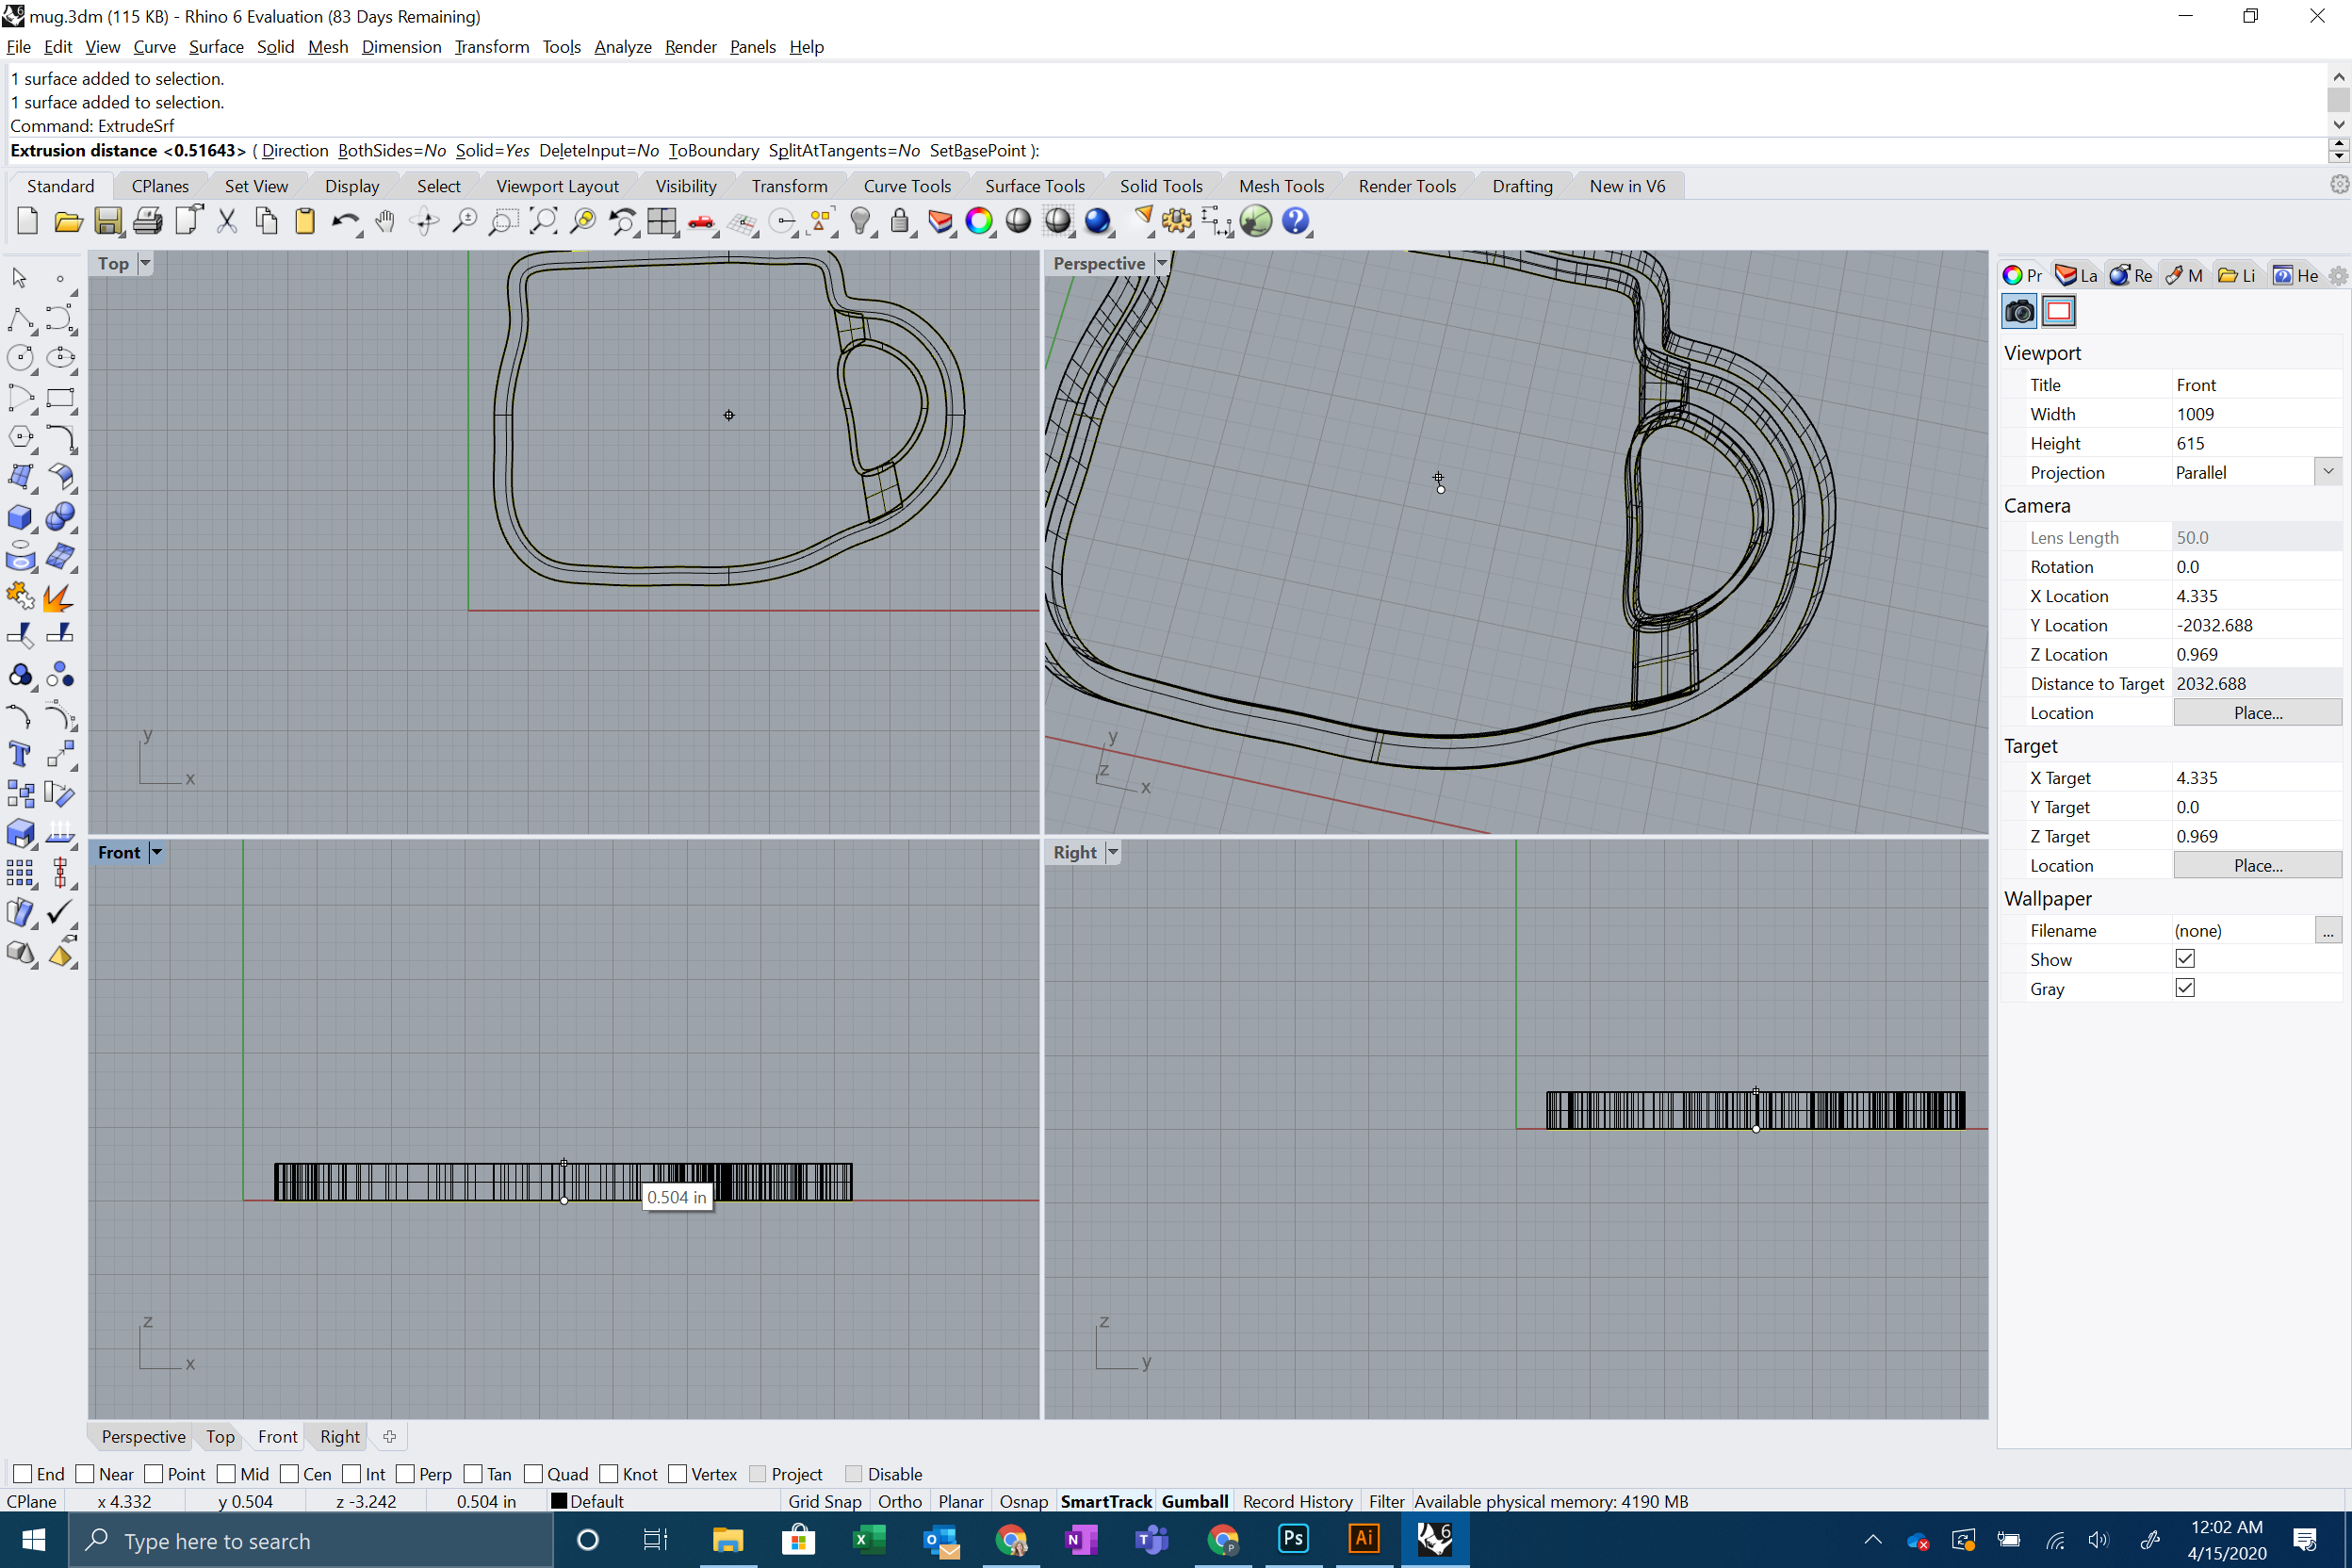 mug.3dm (115 KB) - Rhino 6 Evaluation (83 Days Remaining)
File Edit View Curve Surface Solid Mesh Dimension Transform Tools Analyze Render Panels Help
1 surface added to selection.
1 surface added to selection.
Command: ExtrudeSrf
Extrusion distance <0.51643> ( Direction BothSides=No Solid=Yes DeleteInput=No ToBoundary SplitAtTangents=No SetBasePoint ):
Standard CPlanes Set View Display Select Viewport Layout Visibility Transform Curve Tools Surface Tools Solid Tools Mesh Tools Render Tools Drafting New in V6
Top
Perspective
Pr La Re M Li He
Viewport
Title Front
Width 1009
Height 615
Projection Parallel
Camera
Lens Length 50.0
Rotation 0.0
X Location 4.335
Y Location -2032.688
Z Location 0.969
Distance to Target 2032.688
Location Place...
Target
X Target 4.335
Y Target 0.0
Z Target 0.969
Location Place...
Wallpaper
Filename (none) ...
Show
Gray
y
x
y
z
x
Front
Right
0.504 in
z
x
z
y
Perspective Top Front Right
End Near Point Mid Cen Int Perp Tan Quad Knot Vertex Project Disable
CPlane x 4.332 y 0.504 z -3.242 0.504 in Default Grid Snap Ortho Planar Osnap SmartTrack Gumball Record History Filter Available physical memory: 4190 MB
Type here to search
Ps
Ai
6
12:02 AM
4/15/2020